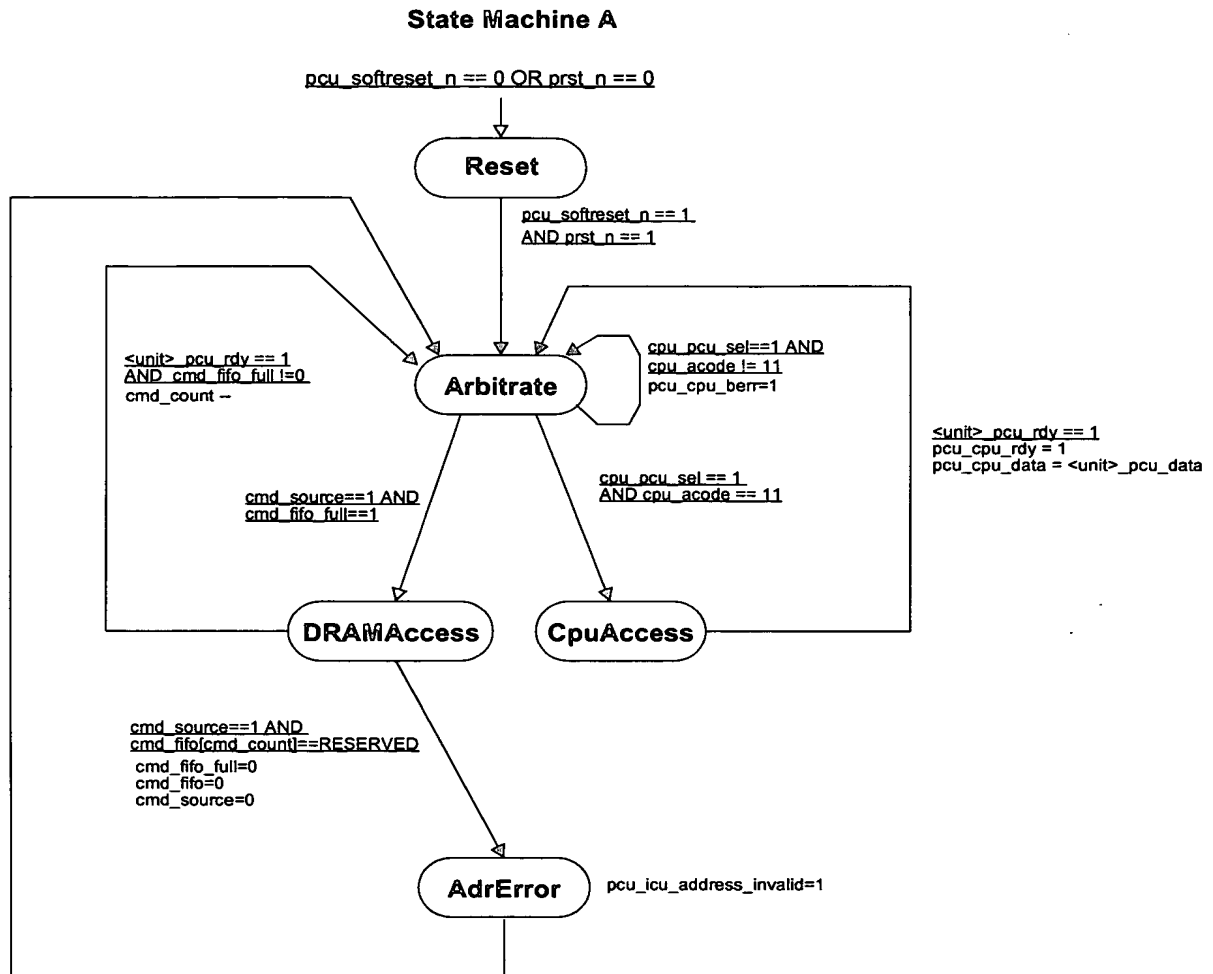 State Machine A
pcu_softreset_n == 0 OR prst_n == 0
Reset
pcu_softreset_n == 1
AND prst_n == 1
<unit>_pcu_rdy == 1
AND cmd_fifo_full !=0
cmd_count --
Arbitrate
cpu_pcu_sel==1 AND
cpu_acode != 11
pcu_cpu_berr=1
<unit>_pcu_rdy == 1
pcu_cpu_rdy = 1
pcu_cpu_data = <unit>_pcu_data
cmd_source==1 AND
cmd_fifo_full==1
cpu_pcu_sel == 1
AND cpu_acode == 11
DRAMAccess
CpuAccess
cmd_source==1 AND
cmd_fifo[cmd_count]==RESERVED
cmd_fifo_full=0
cmd_fifo=0
cmd_source=0
AdrError
pcu_icu_address_invalid=1